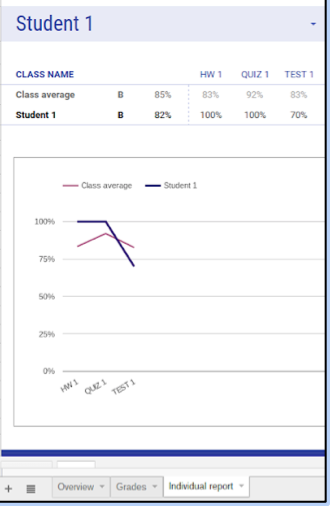 Student 1
CLASS NAME HW 1 QUIZ 1 TEST 1
Class average B 85% 83% 92% 83%
Student 1 B 82% 100% 100% 70%
Class average Student 1
100%
75%
50%
25%
0%
HW 1 QUIZ 1 TEST 1
+ Overview Grades Individual report